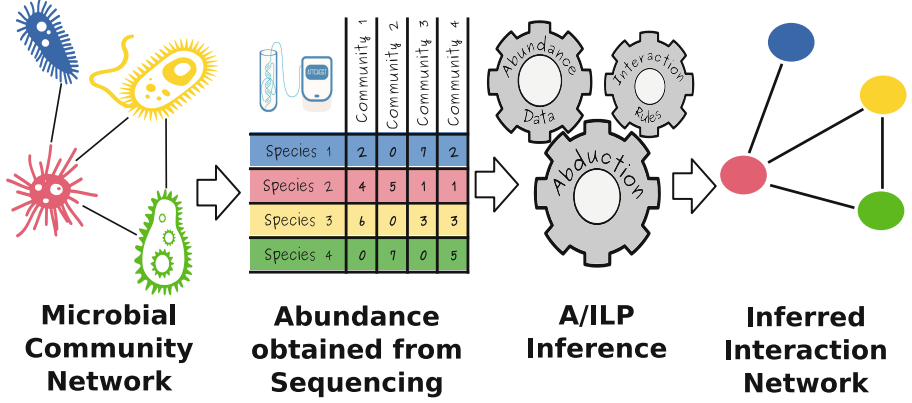 Community 1
Community 2
Community 3
Community 4
Species 1 2 0 7 2
Species 2 4 5 1 1
Species 3 6 0 3 3
Species 4 0 7 0 5
Abundance
Data
Interaction
Rules
Abduction
Microbial
Community
Network
Abundance
obtained from
Sequencing
A/ILP
Inference
Inferred
Interaction
Network